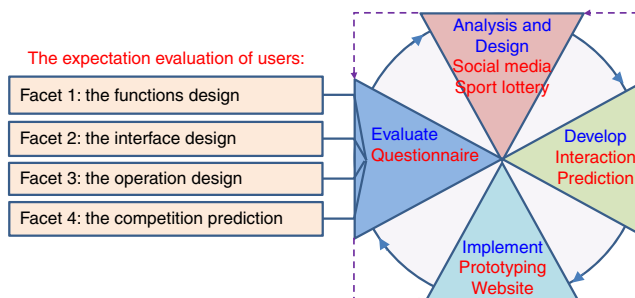 The expectation evaluation of users:
Facet 1: the functions design
Facet 2: the interface design
Facet 3: the operation design
Facet 4: the competition prediction
Analysis and
Design
Social media
Sport lottery
Evaluate
Questionnaire
Develop
Interaction
Prediction
Implement
Prototyping
Website